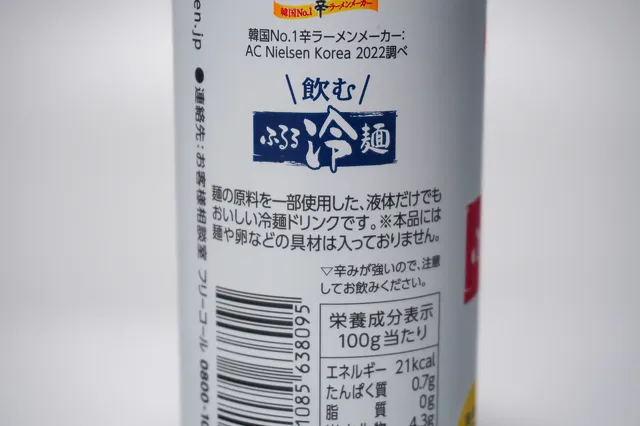 韓国No.1 辛ラーメンメーカー
韓国No.1辛ラーメンメーカー:
AC Nielsen Korea 2022調べ
\飲む/
ふるる冷麺
麺の原料を一部使用した、液体だけでも
おいしい冷麺ドリンクです。※本品には
麺や卵などの具材は入っておりません。
▽辛みが強いので、注意
してお飲みください。
栄養成分表示
100g当たり
エネルギー 21kcal
たんぱく質 0.7g
脂質 0g
4.3g
1085 638095
en.jp
●連絡先:お客様相談室 フリーコール 0800-1